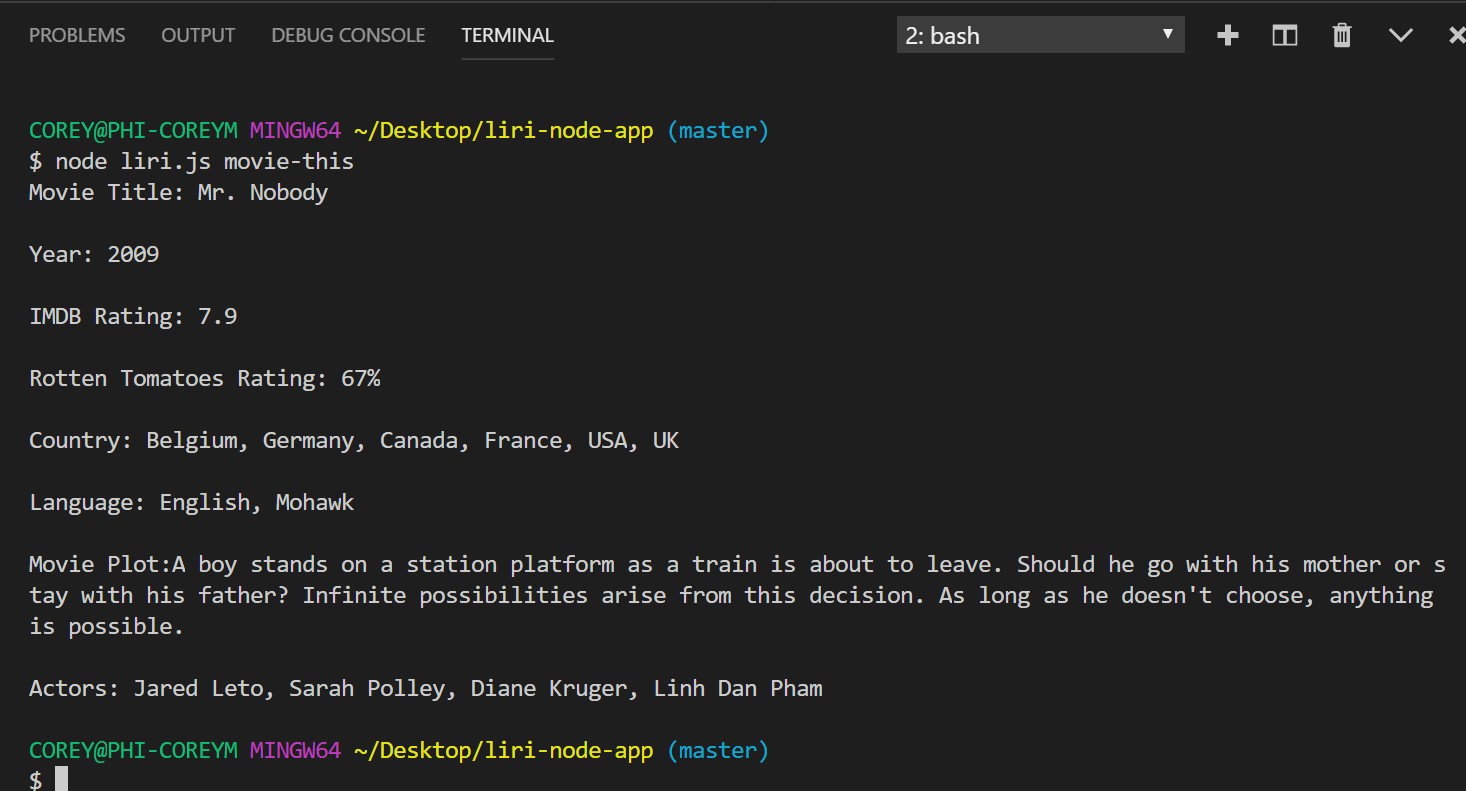 PROBLEMS OUTPUT DEBUG CONSOLE TERMINAL 2: bash
COREY@PHI-COREYM MINGW64 ~/Desktop/liri-node-app (master)
$ node liri.js movie-this
Movie Title: Mr. Nobody
Year: 2009
IMDB Rating: 7.9
Rotten Tomatoes Rating: 67%
Country: Belgium, Germany, Canada, France, USA, UK
Language: English, Mohawk
Movie Plot:A boy stands on a station platform as a train is about to leave. Should he go with his mother or s
tay with his father? Infinite possibilities arise from this decision. As long as he doesn't choose, anything
is possible.
Actors: Jared Leto, Sarah Polley, Diane Kruger, Linh Dan Pham
COREY@PHI-COREYM MINGW64 ~/Desktop/liri-node-app (master)
$